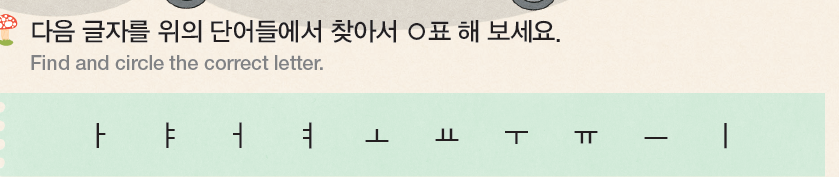 다음 글자를 위의 단어들에서 찾아서 ○표 해 보세요.
Find and circle the correct letter.
ㅏ ㅑ ㅓ ㅕ ㅗ ㅛ ㅜ ㅠ ㅡ ㅣ